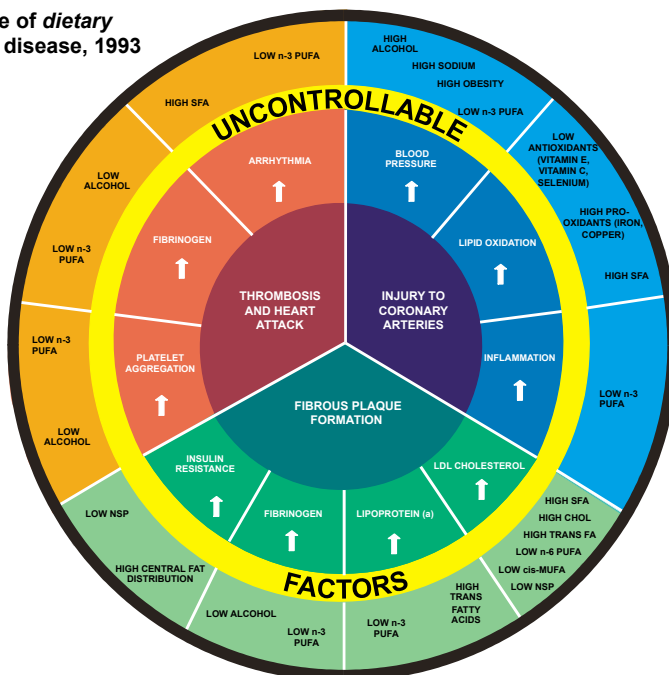 e of dietary
disease, 1993
LOW n-3 PUFA
HIGH SFA
HIGH
ALCOHOL
HIGH SODIUM
HIGH OBESITY
LOW n-3 PUFA
UNCONTROLLABLE
LOW
ANTIOXIDANTS
(VITAMIN E,
VITAMIN C,
SELENIUM)
HIGH PRO-
OXIDANTS (IRON,
COPPER)
HIGH SFA
LOW
ALCOHOL
LOW n-3
PUFA
ARRHYTHMIA
BLOOD
PRESSURE
FIBRINOGEN
LIPID OXIDATION
THROMBOSIS
AND HEART
ATTACK
INJURY TO
CORONARY
ARTERIES
LOW n-3
PUFA
LOW
ALCOHOL
PLATELET
AGGREGATION
INFLAMMATION
LOW n-3
PUFA
FIBROUS PLAQUE
FORMATION
INSULIN
RESISTANCE
FIBRINOGEN
LIPOPROTEIN (a)
LDL CHOLESTEROL
LOW NSP
HIGH CENTRAL FAT
DISTRIBUTION
FACTORS
LOW ALCOHOL
LOW n-3
PUFA
LOW n-3
PUFA
HIGH
TRANS
FATTY
ACIDS
HIGH SFA
HIGH CHOL
HIGH TRANS FA
LOW n-6 PUFA
LOW cis-MUFA
LOW NSP